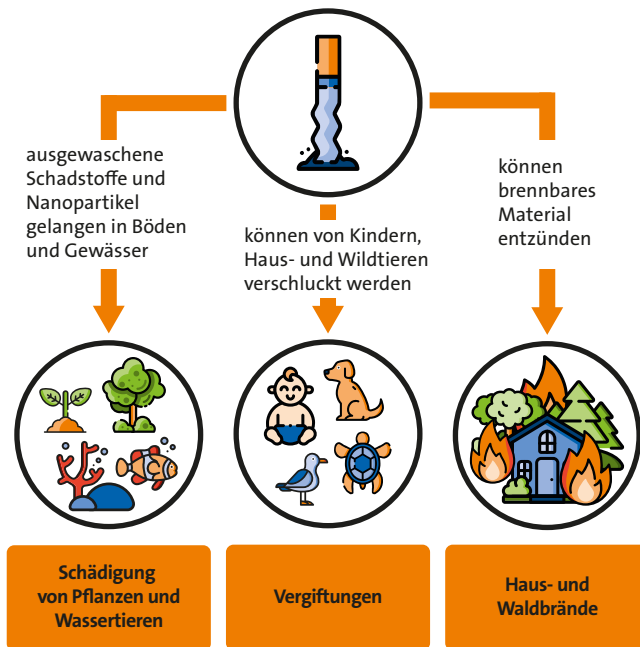 ausgewaschene
Schadstoffe und
Nanopartikel
gelangen in Böden
und Gewässer
können von Kindern,
Haus- und Wildtieren
verschluckt werden
können
brennbares
Material
entzünden
Schädigung
von Pflanzen und
Wassertieren
Vergiftungen
Haus- und
Waldbrände